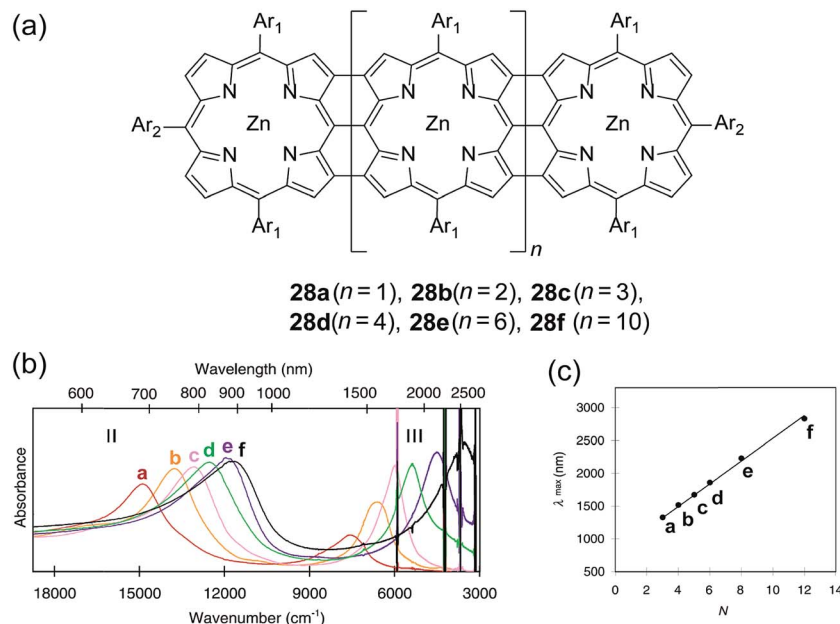 (a)
Ar1 Ar1 Ar1
N N N N N N
Ar2 Zn Zn Zn Ar2
N N N N N N
Ar1 Ar1 Ar1
n
28a (n = 1), 28b (n = 2), 28c (n = 3),
28d (n = 4), 28e (n = 6), 28f (n = 10)
(b)
Wavelength (nm)
600 700 800 900 1000 1500 2000 2500
II III
a b c d e f
Absorbance
18000 15000 12000 9000 6000 3000
Wavenumber (cm-1)
(c)
3000
2500
2000
1500
1000
500
λ max (nm)
a b c d e f
0 2 4 6 8 10 12 14
N